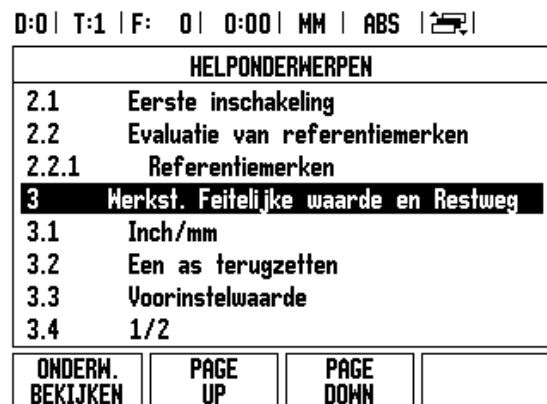 D:0 | T:1 | F: 0 | 0:00 | MM | ABS
HELPONDERWERPEN
2.1 Eerste inschakeling
2.2 Evaluatie van referentiemerken
2.2.1 Referentiemerken
3 Werkst. Feitelijke waarde en Restweg
3.1 Inch/mm
3.2 Een as terugzetten
3.3 Voorinstelwaarde
3.4 1/2
ONDERW. BEKIJKEN
PAGE UP
PAGE DOWN